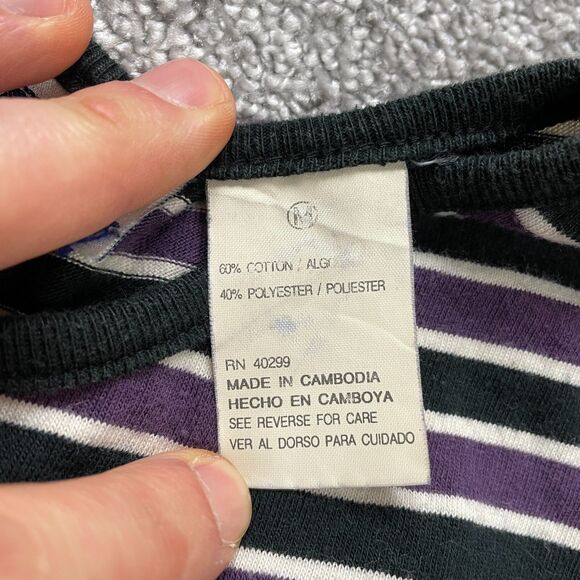 M
60% COTTON / ALGO
40% POLYESTER / POLIESTER
RN 40299
MADE IN CAMBODIA
HECHO EN CAMBOYA
SEE REVERSE FOR CARE
VER AL DORSO PARA CUIDADO